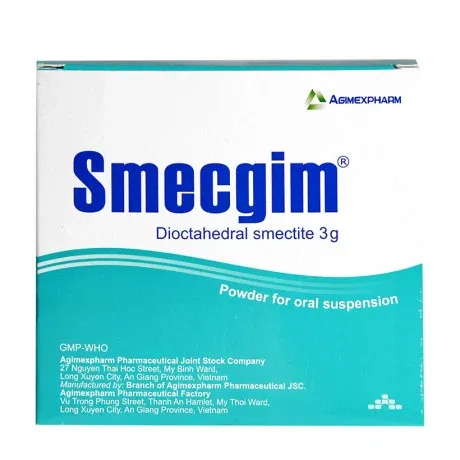 AGIMEXPHARM
Smecgim®
Dioctahedral smectite 3g
Powder for oral suspension
GMP-WHO
Agimexpharm Pharmaceutical Joint Stock Company
27 Nguyen Thai Hoc Street, My Binh Ward,
Long Xuyen City, An Giang Province, Vietnam
Manufactured by: Branch of Agimexpharm Pharmaceutical JSC.
Agimexpharm Pharmaceutical Factory
Vu Trong Phung Street, Thanh An Hamlet, My Thoi Ward,
Long Xuyen City, An Giang Province, Vietnam